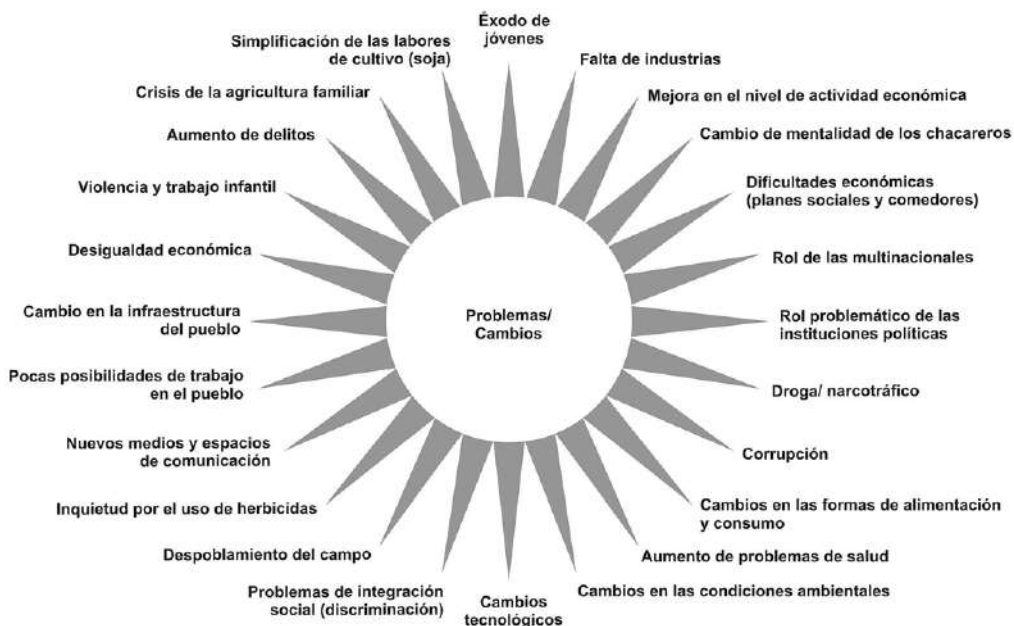 Éxodo de
jóvenes
Falta de industrias
Mejora en el nivel de actividad económica
Cambio de mentalidad de los chacareros
Dificultades económicas
(planes sociales y comedores)
Rol de las multinacionales
Rol problemático de las
instituciones políticas
Droga/ narcotráfico
Corrupción
Cambios en las formas de alimentación
y consumo
Aumento de problemas de salud
Cambios en las condiciones ambientales
Cambios
tecnológicos
Problemas de integración
social (discriminación)
Despoblamiento del campo
Inquietud por el uso de herbicidas
Nuevos medios y espacios
de comunicación
Pocas posibilidades de trabajo
en el pueblo
Cambio en la infraestructura
del pueblo
Desigualdad económica
Violencia y trabajo infantil
Aumento de delitos
Crisis de la agricultura familiar
Simplificación de las labores
de cultivo (soja)
Problemas/
Cambios